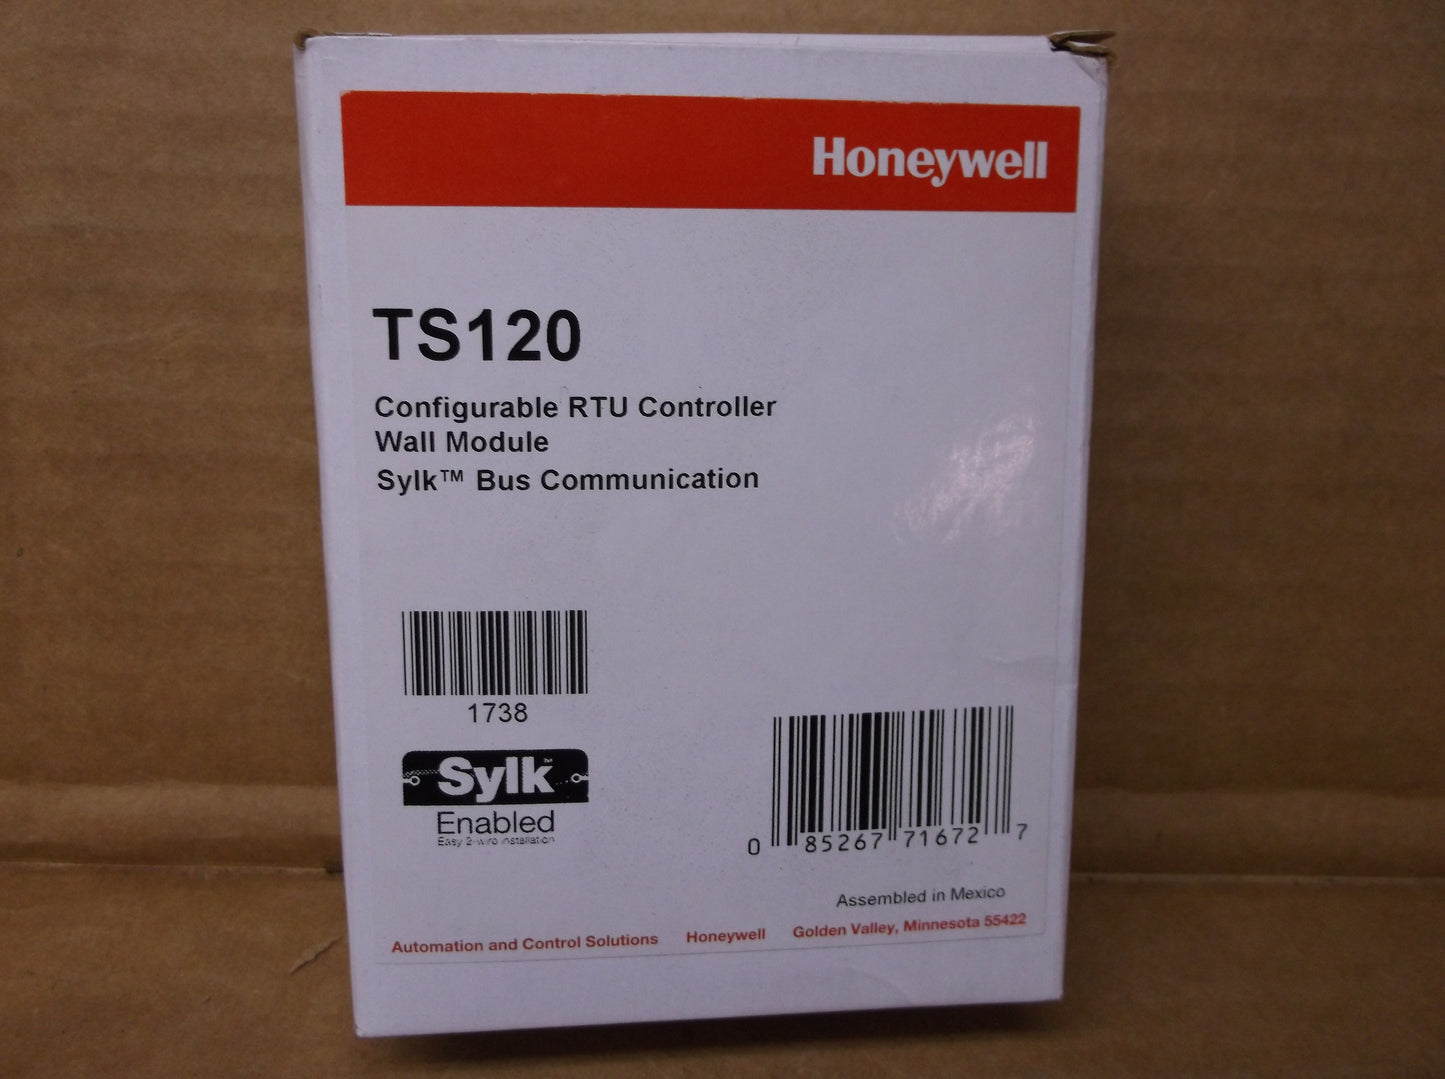 Honeywell
TS120
Configurable RTU Controller
Wall Module
Sylk™ Bus Communication
1738
Sylk™
Enabled
Easy 2-wire installation
0 85267 71672 7
Assembled in Mexico
Automation and Control Solutions Honeywell Golden Valley, Minnesota 55422